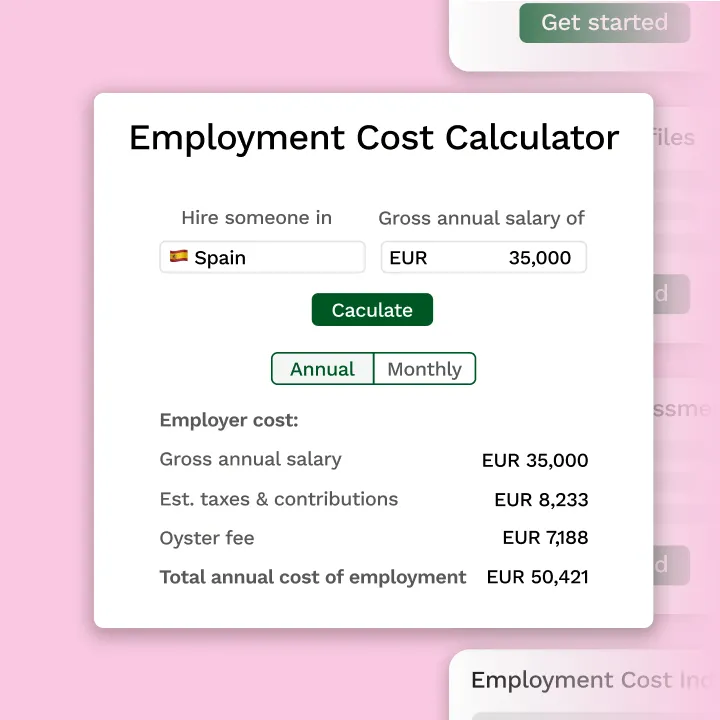 Get started
Employment Cost Calculator
files
Hire someone in Gross annual salary of
Spain EUR 35,000
Caculate
Annual Monthly
Employer cost:
Gross annual salary EUR 35,000
Est. taxes & contributions EUR 8,233
Oyster fee EUR 7,188
Total annual cost of employment EUR 50,421
Employment Cost